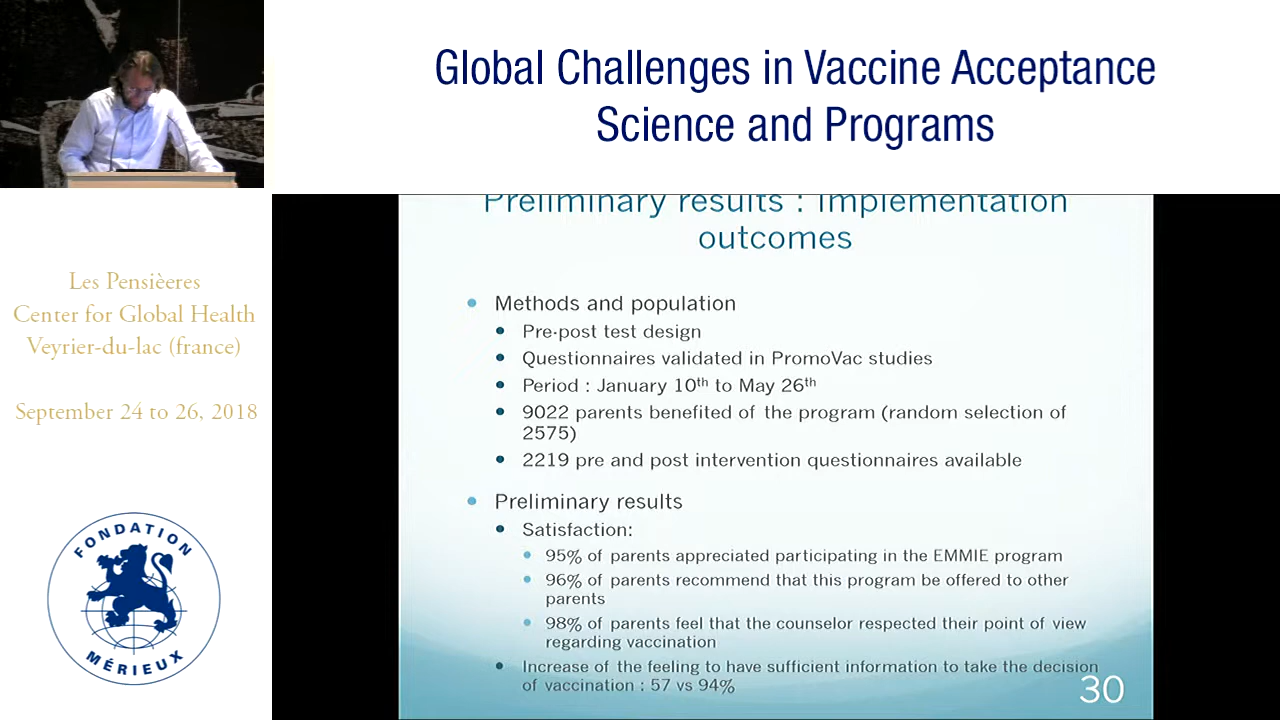 Global Challenges in Vaccine Acceptance
Science and Programs
Les Pensièeres
Center for Global Health
Veyrier-du-lac (france)
September 24 to 26, 2018
FONDATION
MÉRIEUX
Preliminary results : Implementation
outcomes
Methods and population
Pre-post test design
Questionnaires validated in PromoVac studies
Period : January 10th to May 26th
9022 parents benefited of the program (random selection of
2575)
2219 pre and post intervention questionnaires available
Preliminary results
Satisfaction:
95% of parents appreciated participating in the EMMIE program
96% of parents recommend that this program be offered to other
parents
98% of parents feel that the counselor respected their point of view
regarding vaccination
Increase of the feeling to have sufficient information to take the decision
of vaccination : 57 vs 94%
30